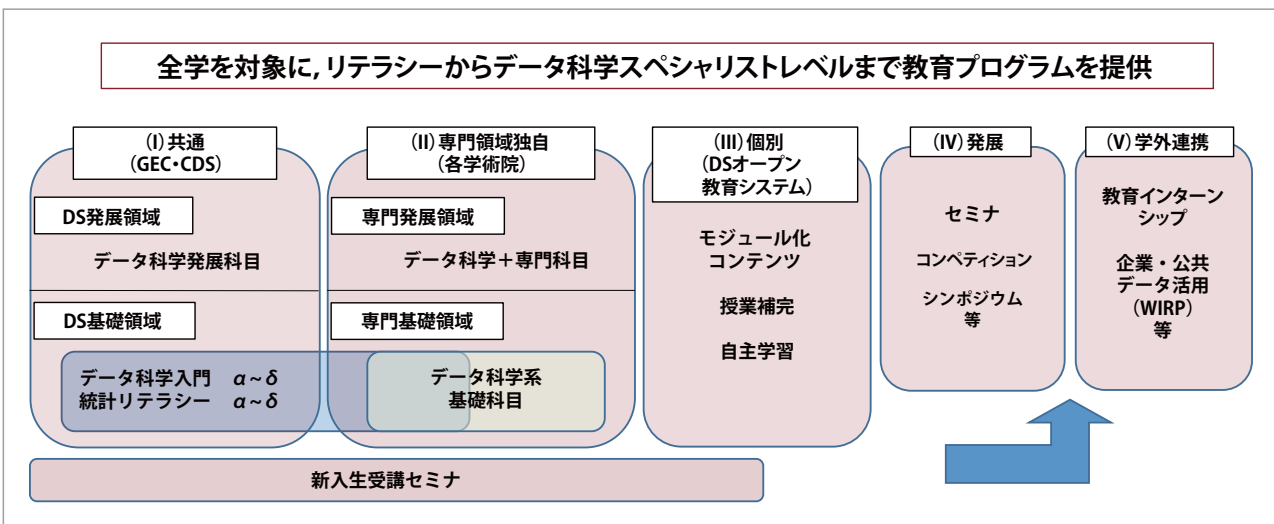 全学を対象に,リテラシーからデータ科学スペシャリストレベルまで教育プログラムを提供
(I)共通
(GEC・CDS)
DS発展領域
データ科学発展科目
DS基礎領域
データ科学入門 α~δ
統計リテラシー α~δ
(II)専門領域独自
(各学術院)
専門発展領域
データ科学+専門科目
専門基礎領域
データ科学系
基礎科目
(III)個別
(DSオープン
教育システム)
モジュール化
コンテンツ
授業補完
自主学習
(IV)発展
セミナ
コンペティション
シンポジウム
等
(V)学外連携
教育インターン
シップ
企業・公共
データ活用
(WIRP)
等
新入生受講セミナ